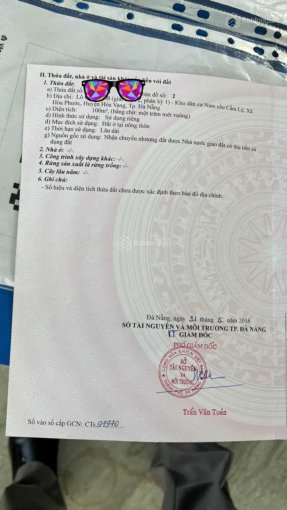 II. Thửa đất, nhà ở và tài sản khác gắn liền với đất
1. Thửa đất:
a) Thửa đất số bản đồ số: 2
b) Địa chỉ: Lô phân kỳ 1) - Khu dân cư Nam cầu Cẩm Lệ, Xã
Hòa Phước, Huyện Hòa Vang, Tp. Đà Nẵng
c) Diện tích: 100m², (bằng chữ: một trăm mét vuông)
d) Hình thức sử dụng: Sử dụng riêng
đ) Mục đích sử dụng: Đất ở tại nông thôn
e) Thời hạn sử dụng: Lâu dài
g) Nguồn gốc sử dụng: Nhận chuyển nhượng đất được Nhà nước giao đất có thu tiền sử
dụng đất
2. Nhà ở: -/-
3. Công trình xây dựng khác: -/-
4. Rừng sản xuất là rừng trồng: -/-
5. Cây lâu năm: -/-
6. Ghi chú:
- Số hiệu và diện tích thửa đất chưa được xác định theo bản đồ địa chính.
Đà Nẵng, ngày 31 tháng 5 năm 2016
SỞ TÀI NGUYÊN VÀ MÔI TRƯỜNG TP. ĐÀ NẴNG
KT GIÁM ĐỐC
PHÓ GIÁM ĐỐC
SỞ
TÀI NGUYÊN
VÀ
MÔI TRƯỜNG
Trần Văn Toán
Số vào sổ cấp GCN: CTs